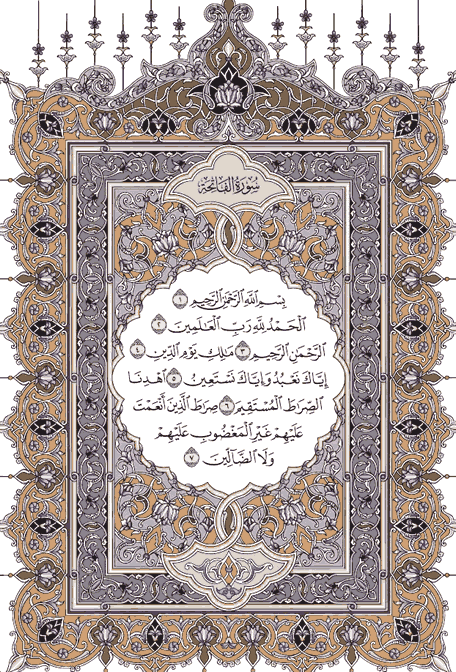 سُورَةُ الفَاتِحَةِ
بِسْمِ ٱللَّهِ ٱلرَّحْمَٰنِ ٱلرَّحِيمِ ١
ٱلْحَمْدُ لِلَّهِ رَبِّ ٱلْعَٰلَمِينَ ٢
ٱلرَّحْمَٰنِ ٱلرَّحِيمِ ٣ مَٰلِكِ يَوْمِ ٱلدِّينِ ٤
إِيَّاكَ نَعْبُدُ وَإِيَّاكَ نَسْتَعِينُ ٥ ٱهْدِنَا
ٱلصِّرَٰطَ ٱلْمُسْتَقِيمَ ٦ صِرَٰطَ ٱلَّذِينَ أَنْعَمْتَ
عَلَيْهِمْ غَيْرِ ٱلْمَغْضُوبِ عَلَيْهِمْ
وَلَا ٱلضَّآلِّينَ ٧